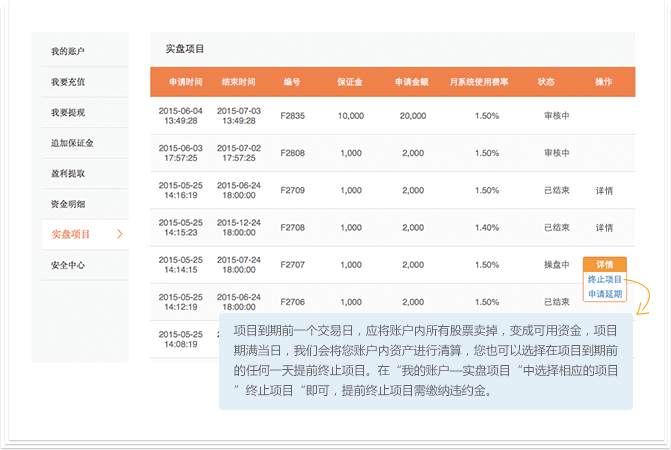 我的账户
我要充值
我要提现
追加保证金
盈利提取
资金明细
实盘项目
安全中心
实盘项目
申请时间 结束时间 编号 保证金 申请金额 月系统使用费率 状态 操作
2015-06-04 13:49:28 2015-07-03 13:49:28 F2835 10,000 20,000 1.50% 审核中
2015-06-03 17:57:25 2015-07-02 17:57:25 F2808 1,000 2,000 1.50% 审核中
2015-05-25 14:16:19 2015-06-24 18:00:00 F2709 1,000 2,000 1.50% 已结束 详情
2015-05-25 14:15:23 2015-12-24 18:00:00 F2708 1,000 2,000 1.40% 已结束 详情
2015-05-25 14:14:15 2015-07-24 18:00:00 F2707 1,000 2,000 1.50% 操盘中 详情
终止项目
申请延期
2015-05-25 14:12:19 2015-06-24 18:00:00 F2706 1,000 2,000 1.50% 已结束
2015-05-25 14:08:19
项目到期前一个交易日，应将账户内所有股票卖掉，变成可用资金，项目
期满当日，我们会将您账户内资产进行清算，您也可以选择在项目到期前
的任何一天提前终止项目。在“我的账户—实盘项目“中选择相应的项目
”终止项目“即可，提前终止项目需缴纳违约金。